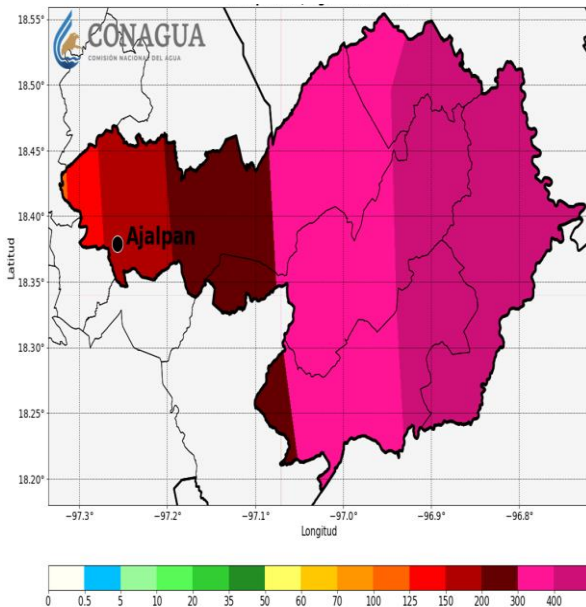 18.55°
CONAGUA
COMISIÓN NACIONAL DEL AGUA
18.50°
18.45°
18.40°
Ajalpan
Latitud
18.35°
18.30°
18.25°
18.20°
−97.3° −97.2° −97.1° −97.0° −96.9° −96.8°
Longitud
0 0.5 5 10 20 35 50 60 70 100 125 150 200 300 400